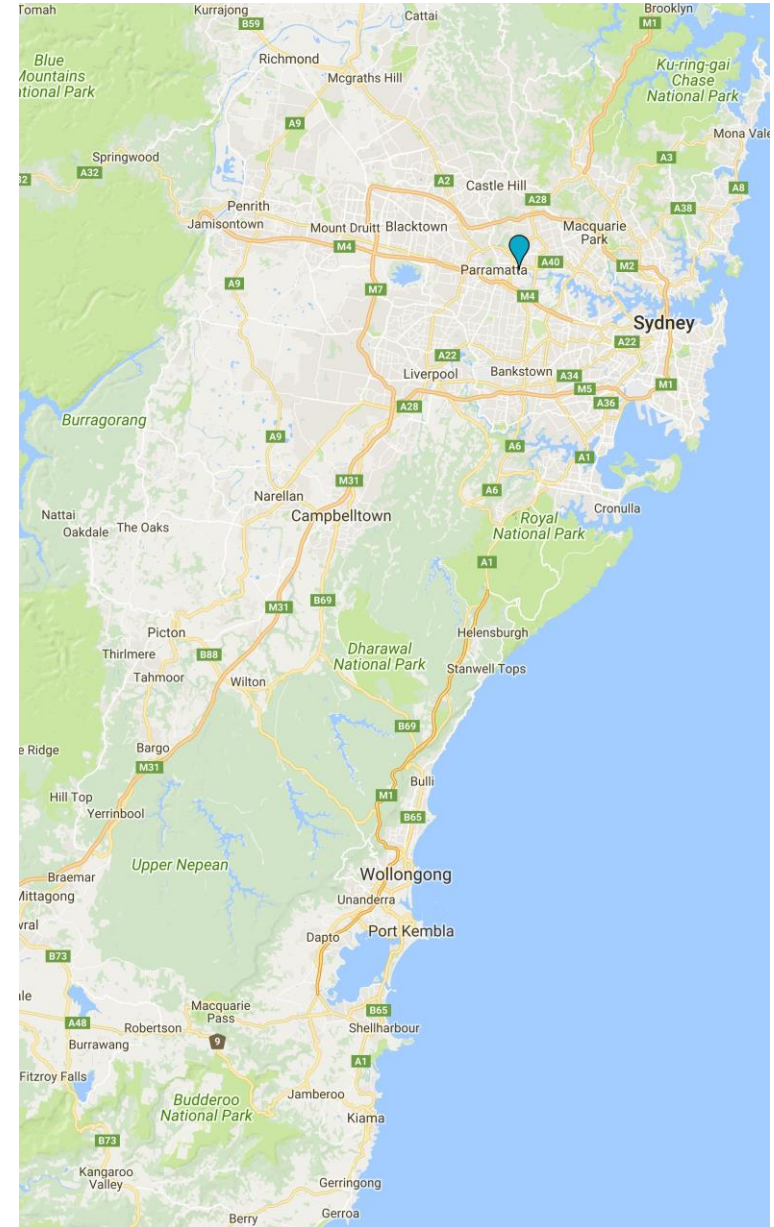 Tomah
Kurrajong
Cattai
Brooklyn
B59
M1
Blue
Mountains
National Park
Richmond
McGraths Hill
Ku-ring-gai
Chase
National Park
A9
Mona Vale
Springwood
A32
A2
Castle Hill
A3
A8
Penrith
A28
A38
Jamisontown
Mount Druitt
Blacktown
Macquarie
Park
M4
Parramatta
A40
M2
A9
M7
M4
Sydney
A22
A22
Liverpool
Bankstown
A34
M5
M1
A28
A36
Burragorang
A9
A6
A1
M31
A6
Narellan
Cronulla
Nattai
Oakdale
The Oaks
Campbelltown
Royal
National Park
A1
M31
B69
Picton
Helensburgh
Thirlmere
B88
Dharawal
National Park
Stanwell Tops
Tahmoor
Wilton
B69
e Ridge
Bargo
M31
Bulli
Hill Top
M1
Yerrinbool
B65
Upper Nepean
Braemar
Wollongong
Mittagong
Unanderra
wral
Dapto
Port Kembla
B73
ale
Macquarie
Pass
B65
A48
Robertson
Shellharbour
9
Burrawang
A1
Fitzroy Falls
Budderoo
National Park
Jamberoo
Kiama
B73
Kangaroo
Valley
Gerringong
Berry
Gerroa